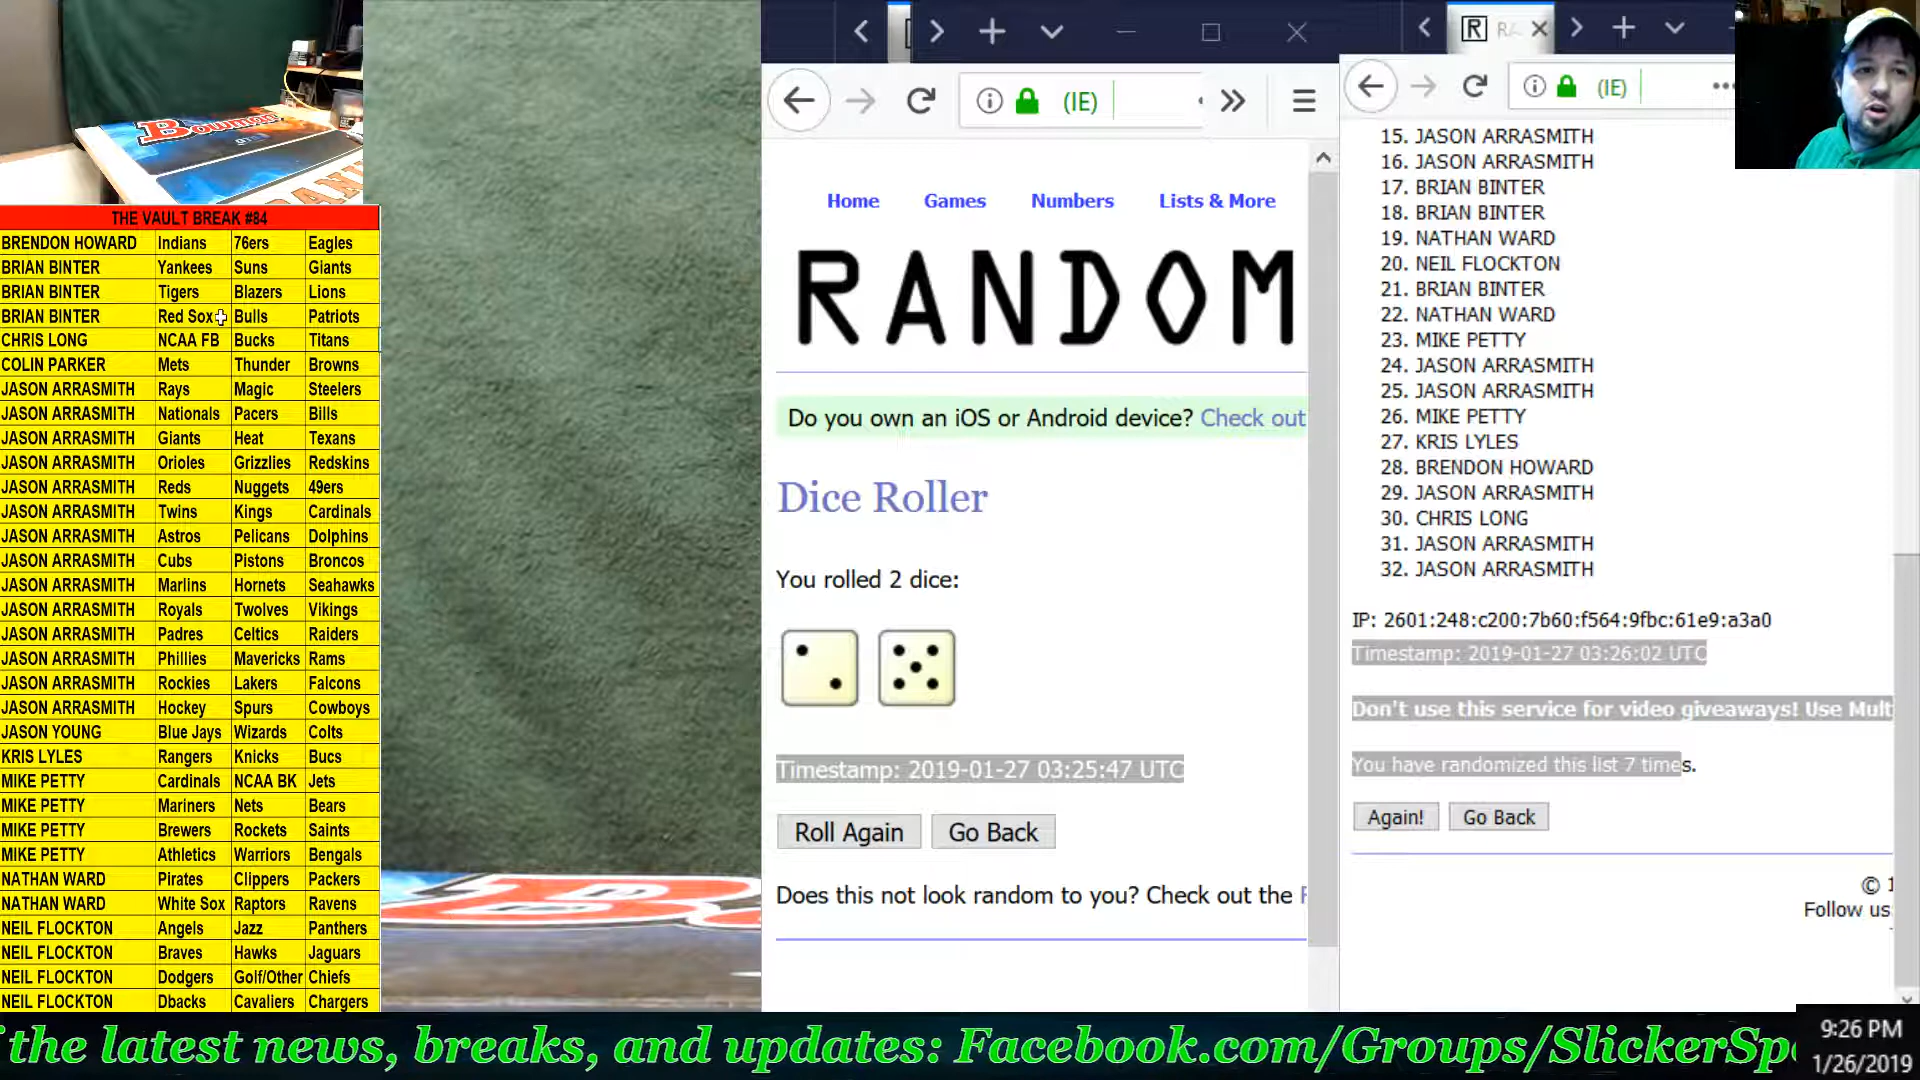 Bowman
THE VAULT BREAK #84
BRENDON HOWARD Indians 76ers Eagles
BRIAN BINTER Yankees Suns Giants
BRIAN BINTER Tigers Blazers Lions
BRIAN BINTER Red Sox Bulls Patriots
CHRIS LONG NCAA FB Bucks Titans
COLIN PARKER Mets Thunder Browns
JASON ARRASMITH Rays Magic Steelers
JASON ARRASMITH Nationals Pacers Bills
JASON ARRASMITH Giants Heat Texans
JASON ARRASMITH Orioles Grizzlies Redskins
JASON ARRASMITH Reds Nuggets 49ers
JASON ARRASMITH Twins Kings Cardinals
JASON ARRASMITH Astros Pelicans Dolphins
JASON ARRASMITH Cubs Pistons Broncos
JASON ARRASMITH Marlins Hornets Seahawks
JASON ARRASMITH Royals Twolves Vikings
JASON ARRASMITH Padres Celtics Raiders
JASON ARRASMITH Phillies Mavericks Rams
JASON ARRASMITH Rockies Lakers Falcons
JASON ARRASMITH Hockey Spurs Cowboys
JASON YOUNG Blue Jays Wizards Colts
KRIS LYLES Rangers Knicks Bucs
MIKE PETTY Cardinals NCAA BK Jets
MIKE PETTY Mariners Nets Bears
MIKE PETTY Brewers Rockets Saints
MIKE PETTY Athletics Warriors Bengals
NATHAN WARD Pirates Clippers Packers
NATHAN WARD White Sox Raptors Ravens
NEIL FLOCKTON Angels Jazz Panthers
NEIL FLOCKTON Braves Hawks Jaguars
NEIL FLOCKTON Dodgers Golf/Other Chiefs
NEIL FLOCKTON Dbacks Cavaliers Chargers
(IE)
Home Games Numbers Lists & More
RANDOM
Do you own an iOS or Android device? Check out
Dice Roller
You rolled 2 dice:
Timestamp: 2019-01-27 03:25:47 UTC
Roll Again Go Back
Does this not look random to you? Check out the
R RA
(IE)
15. JASON ARRASMITH
16. JASON ARRASMITH
17. BRIAN BINTER
18. BRIAN BINTER
19. NATHAN WARD
20. NEIL FLOCKTON
21. BRIAN BINTER
22. NATHAN WARD
23. MIKE PETTY
24. JASON ARRASMITH
25. JASON ARRASMITH
26. MIKE PETTY
27. KRIS LYLES
28. BRENDON HOWARD
29. JASON ARRASMITH
30. CHRIS LONG
31. JASON ARRASMITH
32. JASON ARRASMITH
IP: 2601:248:c200:7b60:f564:9fbc:61e9:a3a0
Timestamp: 2019-01-27 03:26:02 UTC
Don't use this service for video giveaways! Use Mult
You have randomized this list 7 times.
Again! Go Back
© 1
Follow us
the latest news, breaks, and updates: Facebook.com/Groups/SlickerSp
9:26 PM
1/26/2019